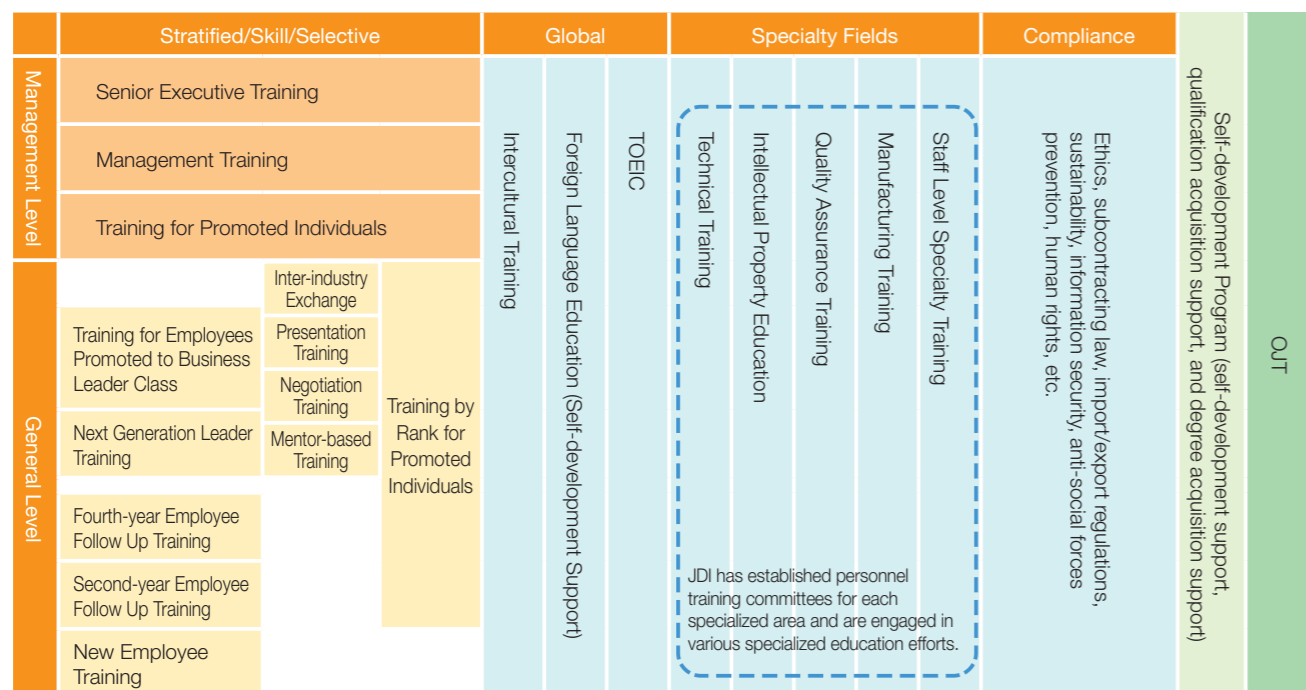 Stratified/Skill/Selective
Global
Specialty Fields
Compliance
Management Level
Senior Executive Training
Management Training
Training for Promoted Individuals
General Level
Training for Employees
Promoted to Business
Leader Class
Next Generation Leader
Training
Fourth-year Employee
Follow Up Training
Second-year Employee
Follow Up Training
New Employee
Training
Inter-industry
Exchange
Presentation
Training
Negotiation
Training
Mentor-based
Training
Training by
Rank for
Promoted
Individuals
Intercultural Training
Foreign Language Education (Self-development Support)
TOEIC
Technical Training
Intellectual Property Education
Quality Assurance Training
Manufacturing Training
Staff Level Specialty Training
JDI has established personnel
training committees for each
specialized area and are engaged in
various specialized education efforts.
Ethics, subcontracting law, import/export regulations,
sustainability, information security, anti-social forces
prevention, human rights, etc.
Self-development Program (self-development support,
qualification acquisition support, and degree acquisition support)
OJT